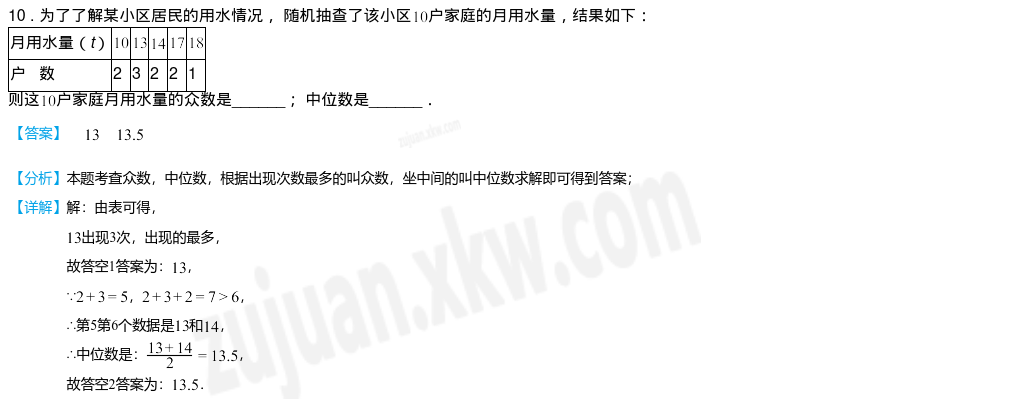 10．为了了解某小区居民的用水情况，随机抽查了该小区10户家庭的月用水量，结果如下：
月用水量（t） 10 13 14 17 18
户 数 2 3 2 2 1
则这10户家庭月用水量的众数是______；中位数是______．
【答案】 13 13.5
【分析】本题考查众数，中位数，根据出现次数最多的叫众数，坐中间的叫中位数求解即可得到答案；
【详解】解：由表可得，
13出现3次，出现的最多，
故答空1答案为：13，
∵2+3=5，2+3+2=7>6，
∴第5第6个数据是13和14，
∴中位数是：(13+14)/2=13.5，
故答空2答案为：13.5．
zujuan.xkw.com
zujuan.xkw.com